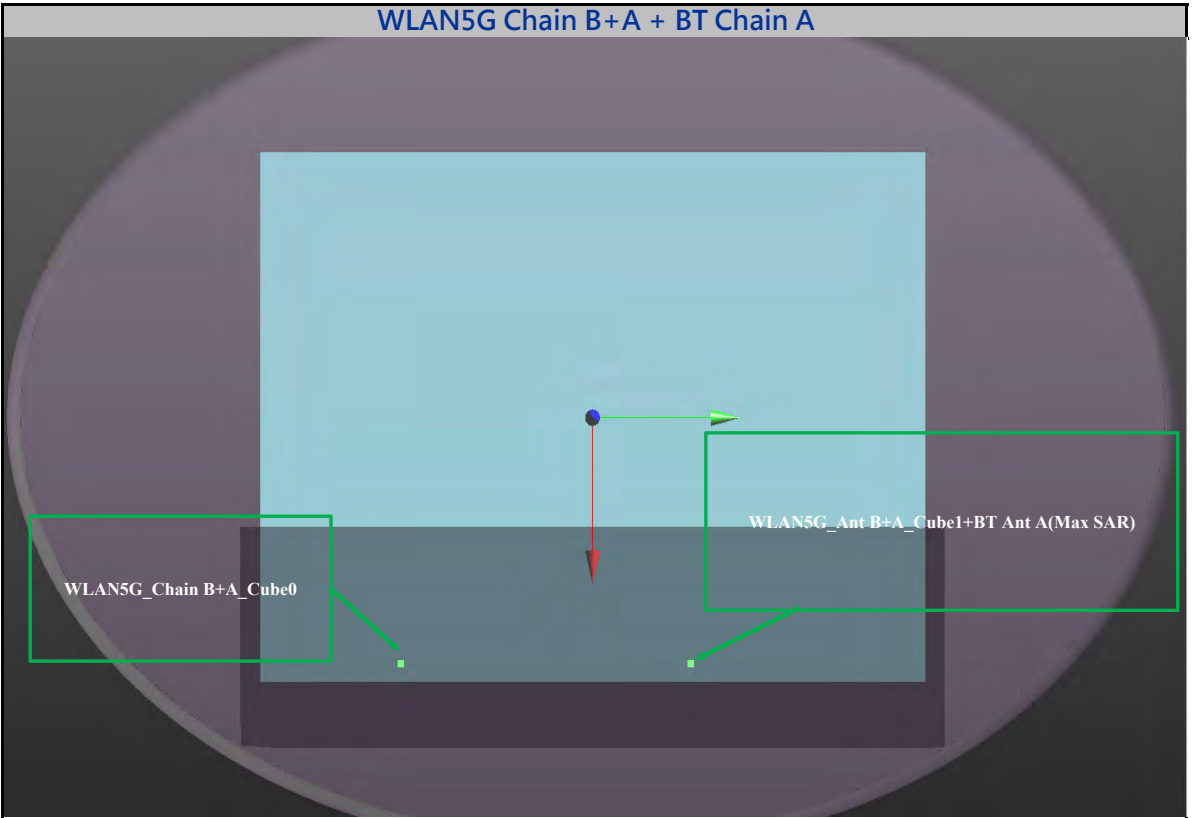 WLAN5G Chain B+A + BT Chain A
WLAN5G_Ant B+A_Cube1+BT Ant A(Max SAR)
WLAN5G_Chain B+A_Cube0